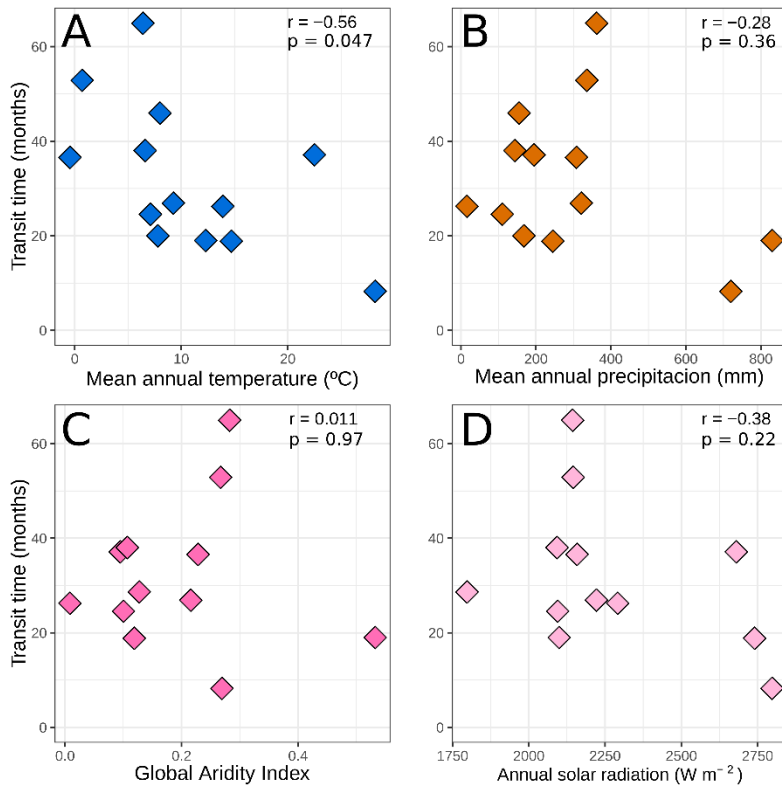 A
r = −0.56
p = 0.047
Transit time (months)
60
40
20
0
0
10
20
Mean annual temperature (ºC)
B
r = −0.28
p = 0.36
60
40
20
0
0
200
400
600
800
Mean annual precipitacion (mm)
C
r = 0.011
p = 0.97
Transit time (months)
60
40
20
0
0.0
0.2
0.4
Global Aridity Index
D
r = −0.38
p = 0.22
60
40
20
0
1750
2000
2250
2500
2750
Annual solar radiation (W m⁻²)